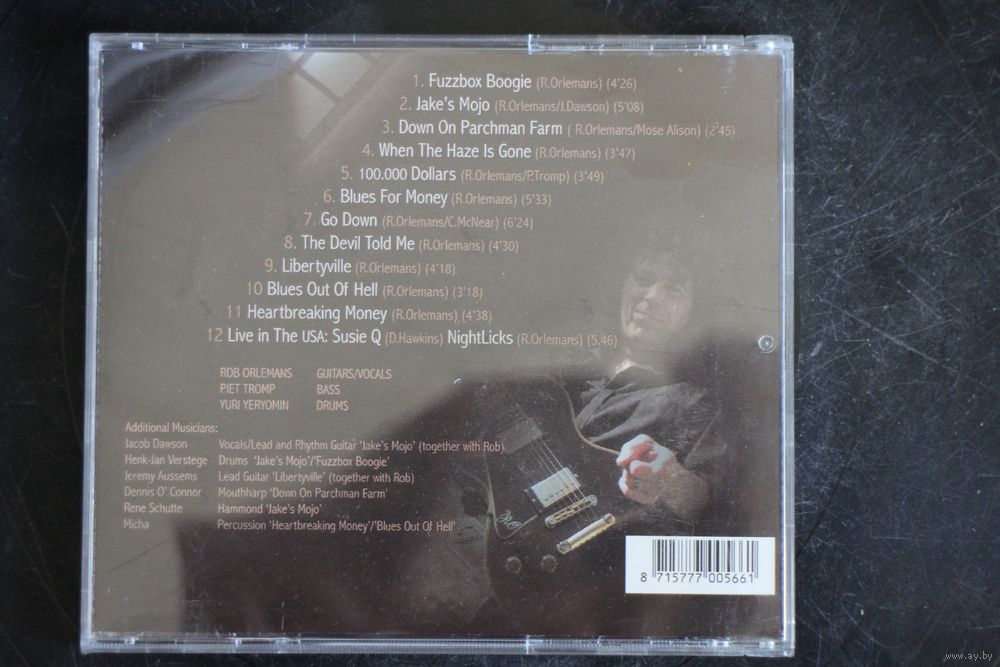 1. Fuzzbox Boogie (R.Orlemans) (4'26)
2. Jake's Mojo (R.Orlemans/J.Dawson) (5'08)
3. Down On Parchman Farm ( R.Orlemans/Mose Alison) (2'45)
4. When The Haze Is Gone (R.Orlemans) (3'47)
5. 100.000 Dollars (R.Orlemans/P.Tromp) (3'49)
6. Blues For Money (R.Orlemans) (5'33)
7. Go Down (R.Orlemans/C.McNear) (6'24)
8. The Devil Told Me (R.Orlemans) (4'30)
9. Libertyville (R.Orlemans) (4'18)
10 Blues Out Of Hell (R.Orlemans) (3'18)
11 Heartbreaking Money (R.Orlemans) (4'38)
12 Live in The USA: Susie Q (D.Hawkins) NightLicks (R.Orlemans) (5.46)
ROB ORLEMANS GUITARS/VOCALS
PIET TROMP BASS
YURI YERYOMIN DRUMS
Additional Musicians:
Jacob Dawson Vocals/Lead and Rhythm Guitar 'Jake's Mojo' (together with Rob)
Henk-Jan Verstege Drums 'Jake's Mojo'/'Fuzzbox Boogie'
Jeremy Aussems Lead Guitar 'Libertyville' (together with Rob)
Dennis O' Connor Mouthharp 'Down On Parchman Farm'
Rene Schutte Hammond 'Jake's Mojo'
Micha Percussion 'Heartbreaking Money'/'Blues Out Of Hell'
8 715777 005661
www.ay.by